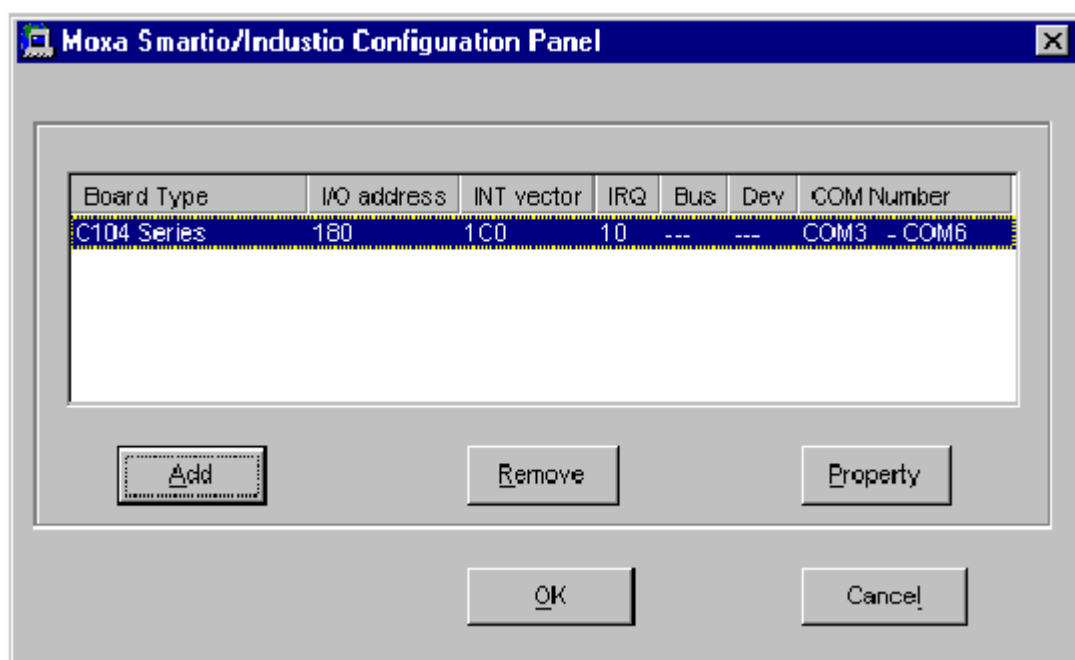 Moxa Smartio/Industio Configuration Panel
Board Type I/O address INT vector IRQ Bus Dev COM Number
C104 Series 180 1C0 10 --- --- COM3 - COM6
Add Remove Property
OK Cancel